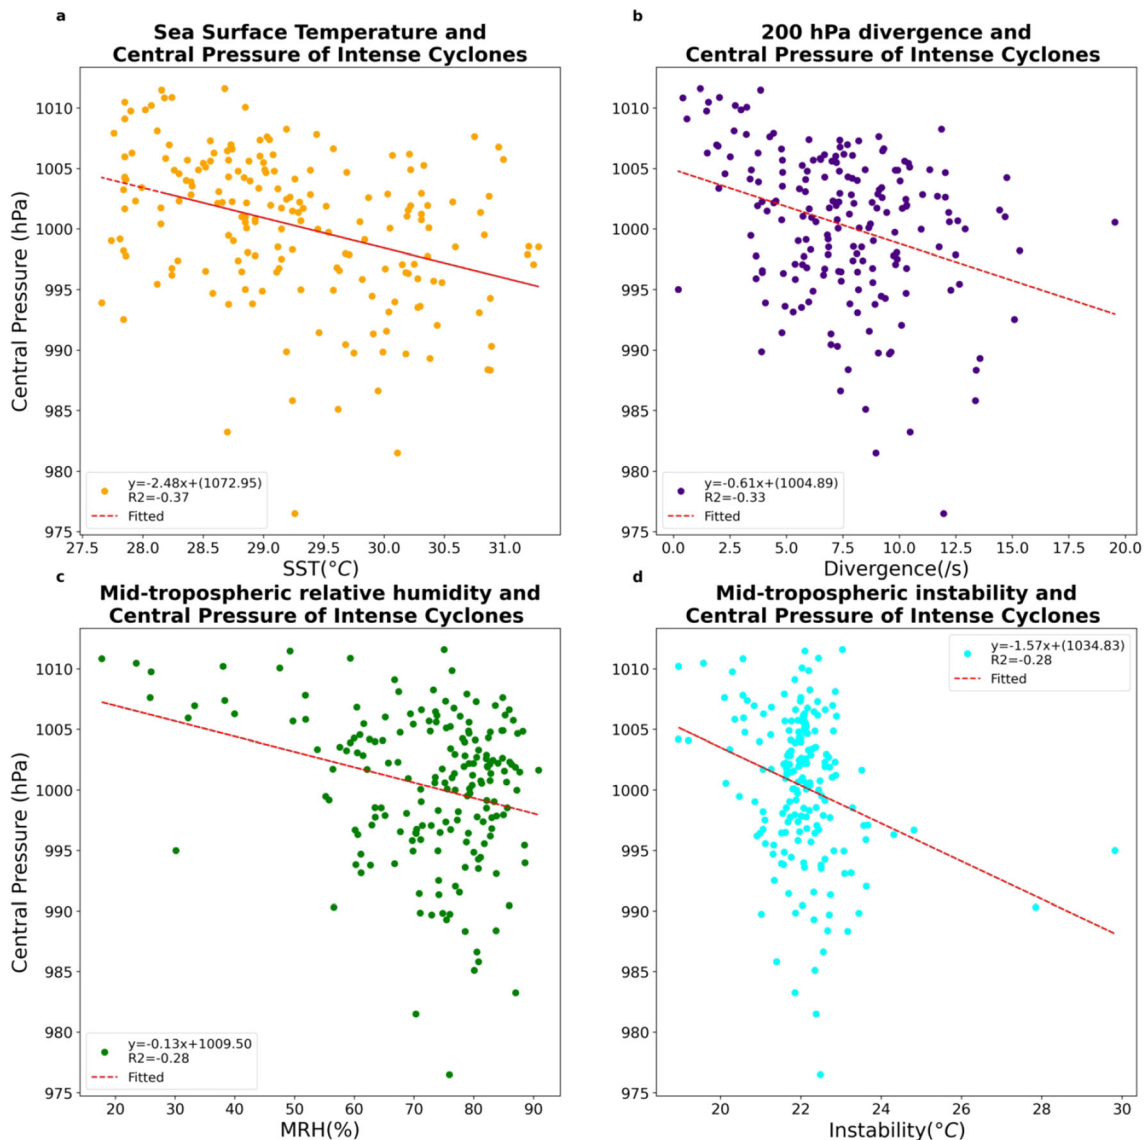 a
Sea Surface Temperature and
Central Pressure of Intense Cyclones
1010
1005
1000
995
990
985
980
975
Central Pressure (hPa)
y=-2.48x+(1072.95)
R2=-0.37
Fitted
27.5 28.0 28.5 29.0 29.5 30.0 30.5 31.0
SST(°C)
b
200 hPa divergence and
Central Pressure of Intense Cyclones
1010
1005
1000
995
990
985
980
975
y=-0.61x+(1004.89)
R2=-0.33
Fitted
0.0 2.5 5.0 7.5 10.0 12.5 15.0 17.5 20.0
Divergence(/s)
c
Mid-tropospheric relative humidity and
Central Pressure of Intense Cyclones
1010
1005
1000
995
990
985
980
975
Central Pressure (hPa)
y=-0.13x+1009.50
R2=-0.28
Fitted
20 30 40 50 60 70 80 90
MRH(%)
d
Mid-tropospheric instability and
Central Pressure of Intense Cyclones
y=-1.57x+(1034.83)
R2=-0.28
Fitted
1010
1005
1000
995
990
985
980
975
20 22 24 26 28 30
Instability(°C)